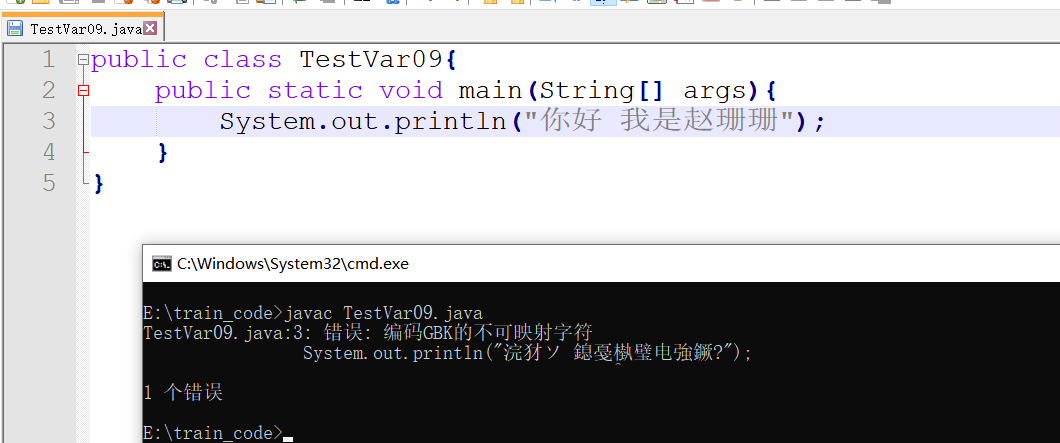 TestVar09.java
1 public class TestVar09{
2 public static void main(String[] args){
3 System.out.println("你好 我是赵珊珊");
4 }
5 }
C:\Windows\System32\cmd.exe
E:\train_code>javac TestVar09.java
TestVar09.java:3: 错误: 编码GBK的不可映射字符
System.out.println("浣犲ソ 鎴戞槸璧电強鐝?");
^
1 个错误
E:\train_code>